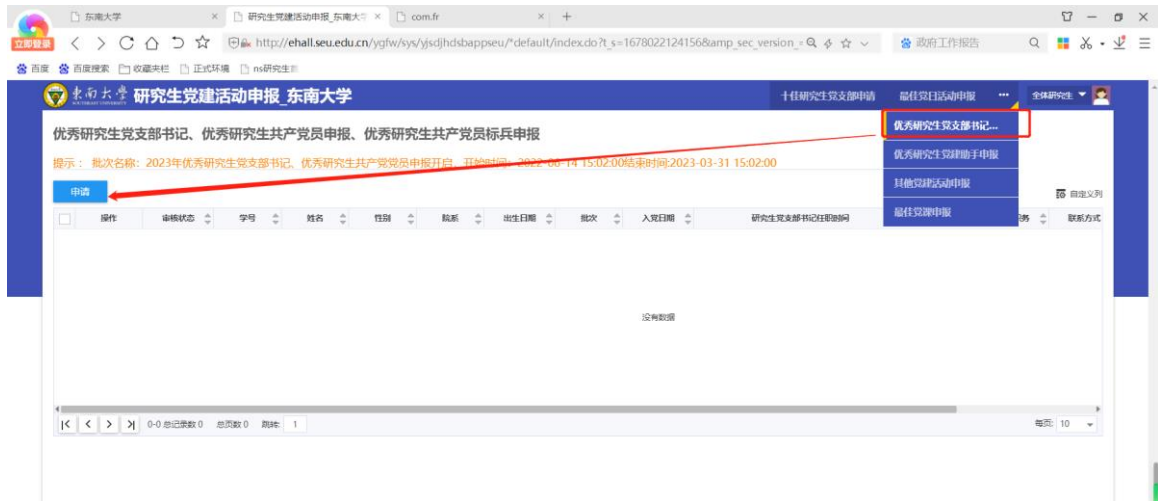 东南大学 × 研究生党建活动申报_东南大 × com.fr × +
立即登录 http://ehall.seu.edu.cn/ygfw/sys/yjsdjhdsbappseu/*default/index.do?t_s=1678022124156&amp_sec_version_= 政府工作报告
百度 百度搜索 收藏夹栏 正式环境 ns研究生
东南大学 研究生党建活动申报_东南大学 十佳研究生党支部申请 最佳党日活动申报 ... 全体研究生
优秀研究生党支部书记、优秀研究生共产党员申报、优秀研究生共产党员标兵申报
优秀研究生党支部书记...
提示： 批次名称：2023年优秀研究生党支部书记、优秀研究生共产党党员申报开启，开始时间：2022-06-14 15:02:00结束时间:2023-03-31 15:02:00
优秀研究生党建助手申报
申请
其他党建活动申报
自定义列
最佳党课申报
操作 审核状态 学号 姓名 性别 院系 出生日期 批次 入党日期 研究生党支部书记任职时间 务 联系方式
没有数据
0-0 总记录数 0 总页数 0 跳转: 1 每页: 10